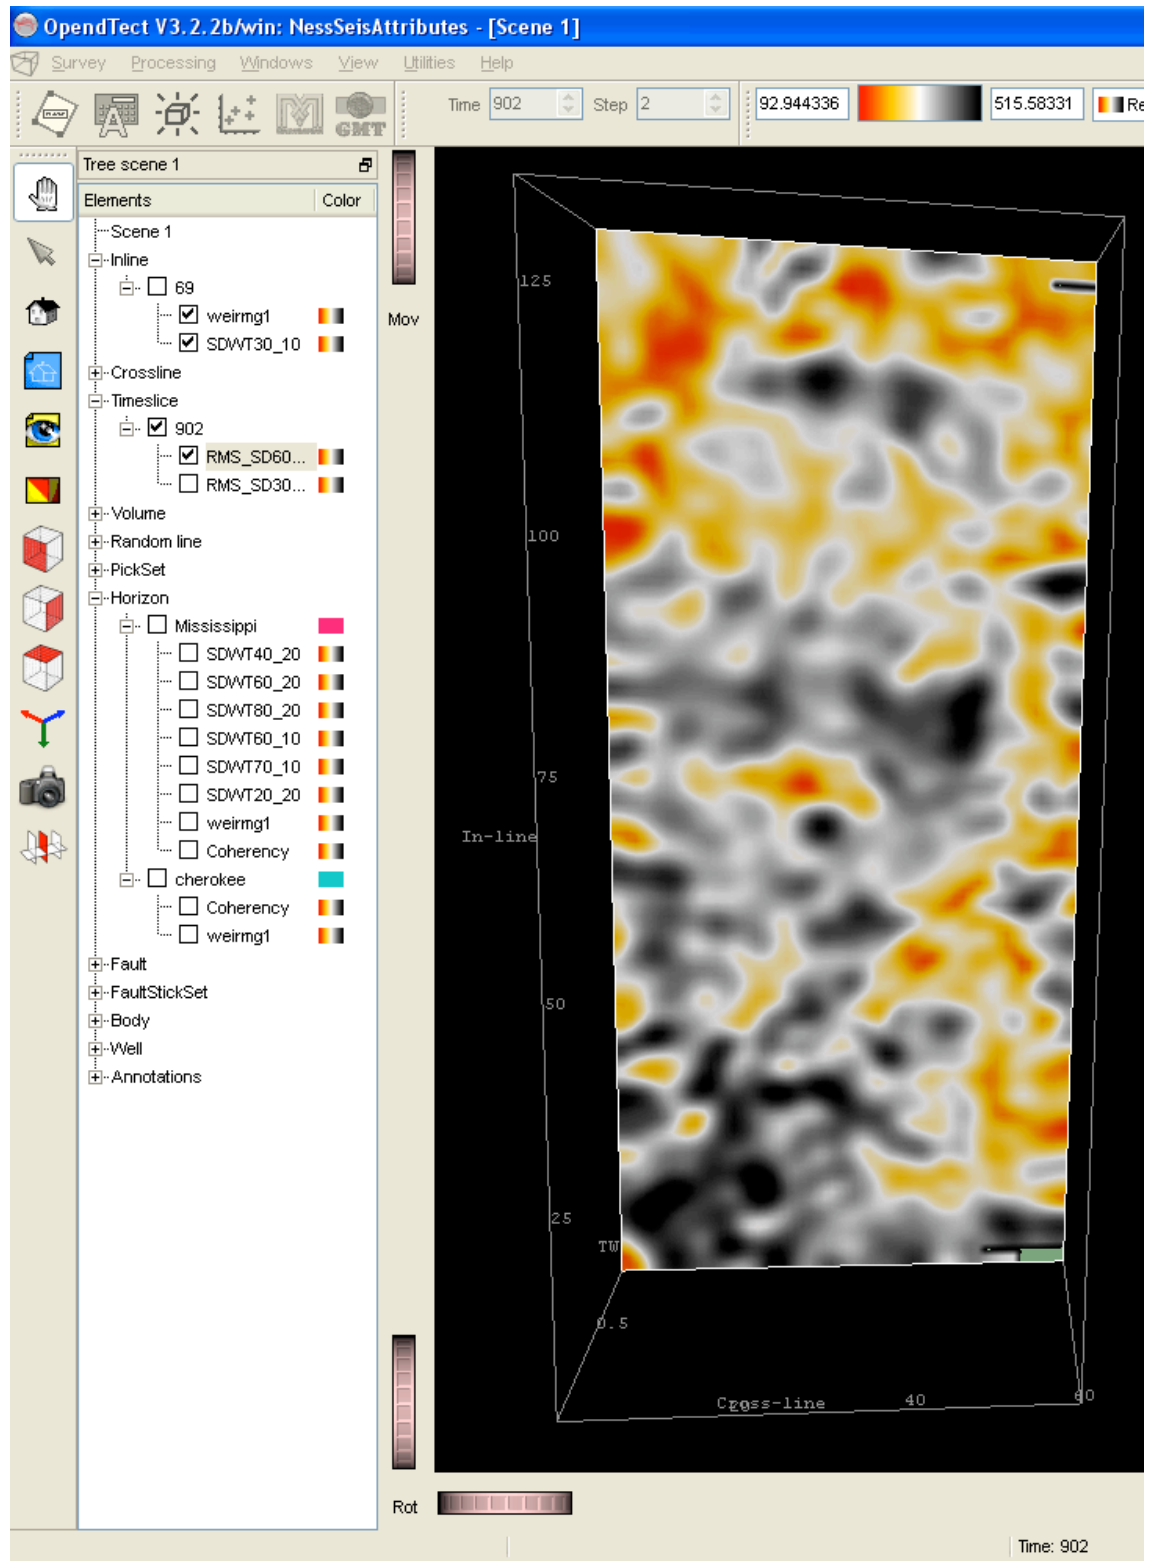 OpendTect V3.2.2b/win: NessSeisAttributes - [Scene 1]
Survey Processing Windows View Utilities Help
Time 902 Step 2 92.944336 515.58331 Re
GMT
Tree scene 1
Elements Color
Scene 1
Inline
69
weirmg1
SDWT30_10
Crossline
Timeslice
902
RMS_SD60...
RMS_SD30...
Volume
Random line
PickSet
Horizon
Mississippi
SDWT40_20
SDWT60_20
SDWT80_20
SDWT60_10
SDWT70_10
SDWT20_20
weirmg1
Coherency
cherokee
Coherency
weirmg1
Fault
FaultStickSet
Body
Well
Annotations
Mov
125
100
75
In-line
50
25
TW
0.5
Cross-line 40 60
Rot
Time: 902